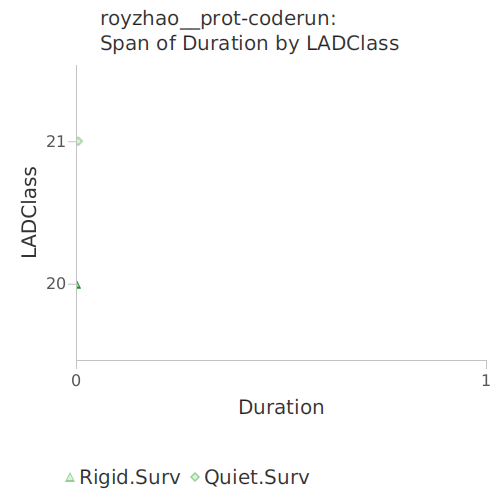 royzhao__prot-coderun:
Span of Duration by LADClass
21
20
LADClass
0
1
Duration
Rigid.Surv
Quiet.Surv